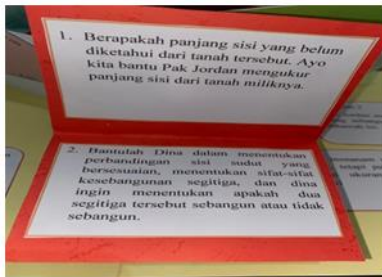 1. Berapakah panjang sisi yang belum
diketahui dari tanah tersebut. Ayo
kita bantu Pak Jordan mengukur
panjang sisi dari tanah miliknya.
2. Bantulah Dina dalam menentukan
perbandingan sisi sudut yang
bersesuaian, menentukan sifat-sifat
kesebangunan segitiga, dan dina
ingin menentukan apakah dua
segitiga tersebut sebangun atau tidak
sebangun.